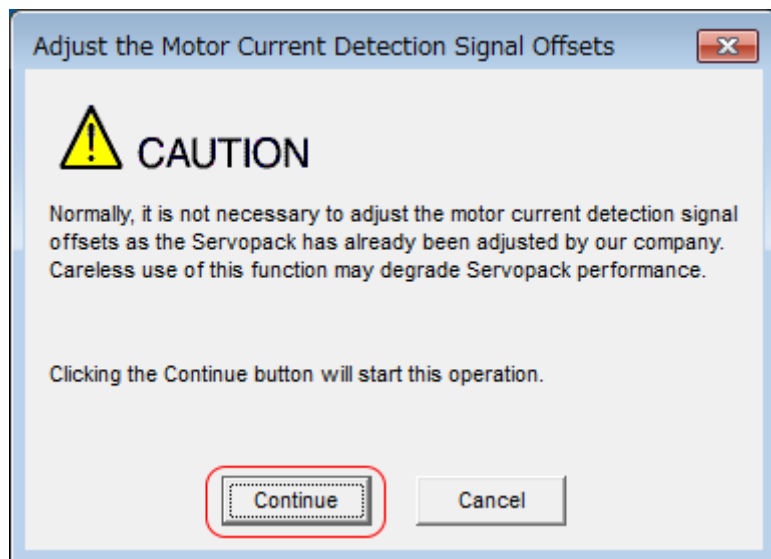 Adjust the Motor Current Detection Signal Offsets
CAUTION
Normally, it is not necessary to adjust the motor current detection signal
offsets as the Servopack has already been adjusted by our company.
Careless use of this function may degrade Servopack performance.
Clicking the Continue button will start this operation.
Continue
Cancel